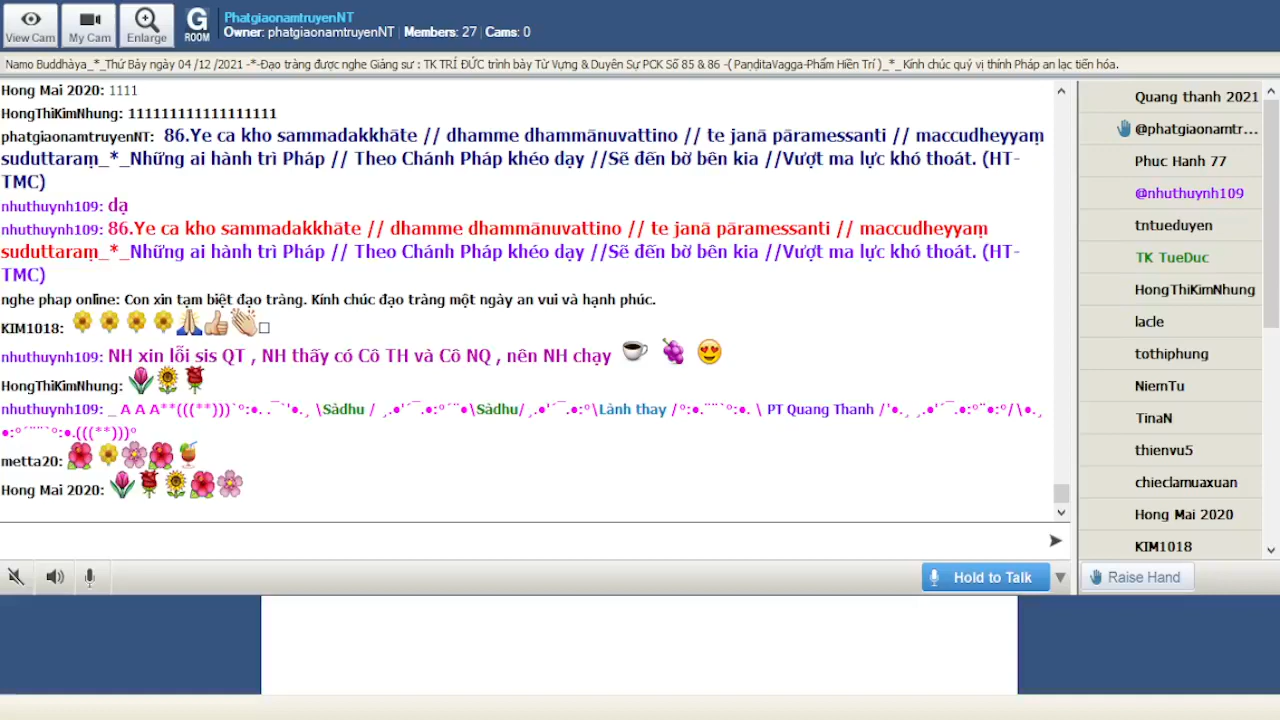 View Cam
My Cam
Enlarge
G
ROOM
PhatgiaonamtruyenNT
Owner: phatgiaonamtruyenNT | Members: 27 | Cams: 0
Namo Buddhàya_*_Thứ Bảy ngày 04 /12 /2021 -*-Đạo tràng được nghe Giảng sư : TK TRÍ ĐỨC trình bày Từ Vựng & Duyên Sự PCK Số 85 & 86 -( PaṇḍitaVagga-Phẩm Hiền Trí )_*_ Kính chúc quý vị thính Pháp an lạc tiến hóa.
Hong Mai 2020: 1111
HongThiKimNhung: 111111111111111111
phatgiaonamtruyenNT: 86.Ye ca kho sammadakkhāte // dhamme dhammānuvattino // te janā pāramessanti // maccudheyyaṃ
suduttaraṃ_*_Những ai hành trì Pháp // Theo Chánh Pháp khéo dạy //Sẽ đến bờ bên kia //Vượt ma lực khó thoát. (HT-
TMC)
nhuthuynh109: dạ
nhuthuynh109: 86.Ye ca kho sammadakkhāte // dhamme dhammānuvattino // te janā pāramessanti // maccudheyyaṃ
suduttaraṃ_*_Những ai hành trì Pháp // Theo Chánh Pháp khéo dạy //Sẽ đến bờ bên kia //Vượt ma lực khó thoát. (HT-
TMC)
nghe phap online: Con xin tạm biệt đạo tràng. Kính chúc đạo tràng một ngày an vui và hạnh phúc.
KIM1018:
nhuthuynh109: NH xin lỗi sis QT , NH thấy có Cô TH và Cô NQ , nên NH chạy
HongThiKimNhung:
nhuthuynh109: _ A A A**(((**)))`°:•. .¯`'•.¸ \Sàdhu / ¸.•'´¯.•:°´¨•\Sàdhu/¸.•'´¯.•:°\Lành thay /°:•.¨¨`°:•. \ PT Quang Thanh /'•.¸ ¸.•'´¯.•:°¨•:°/\•.¸
•:°´¨¨`°:•.(((**)))°
metta20:
Hong Mai 2020:
Hold to Talk
Quang thanh 2021
@phatgiaonamtr...
Phuc Hanh 77
@nhuthuynh109
tntueduyen
TK TueDuc
HongThiKimNhung
lacle
tothiphung
NiemTu
TinaN
thienvu5
chieclamuaxuan
Hong Mai 2020
KIM1018
Raise Hand